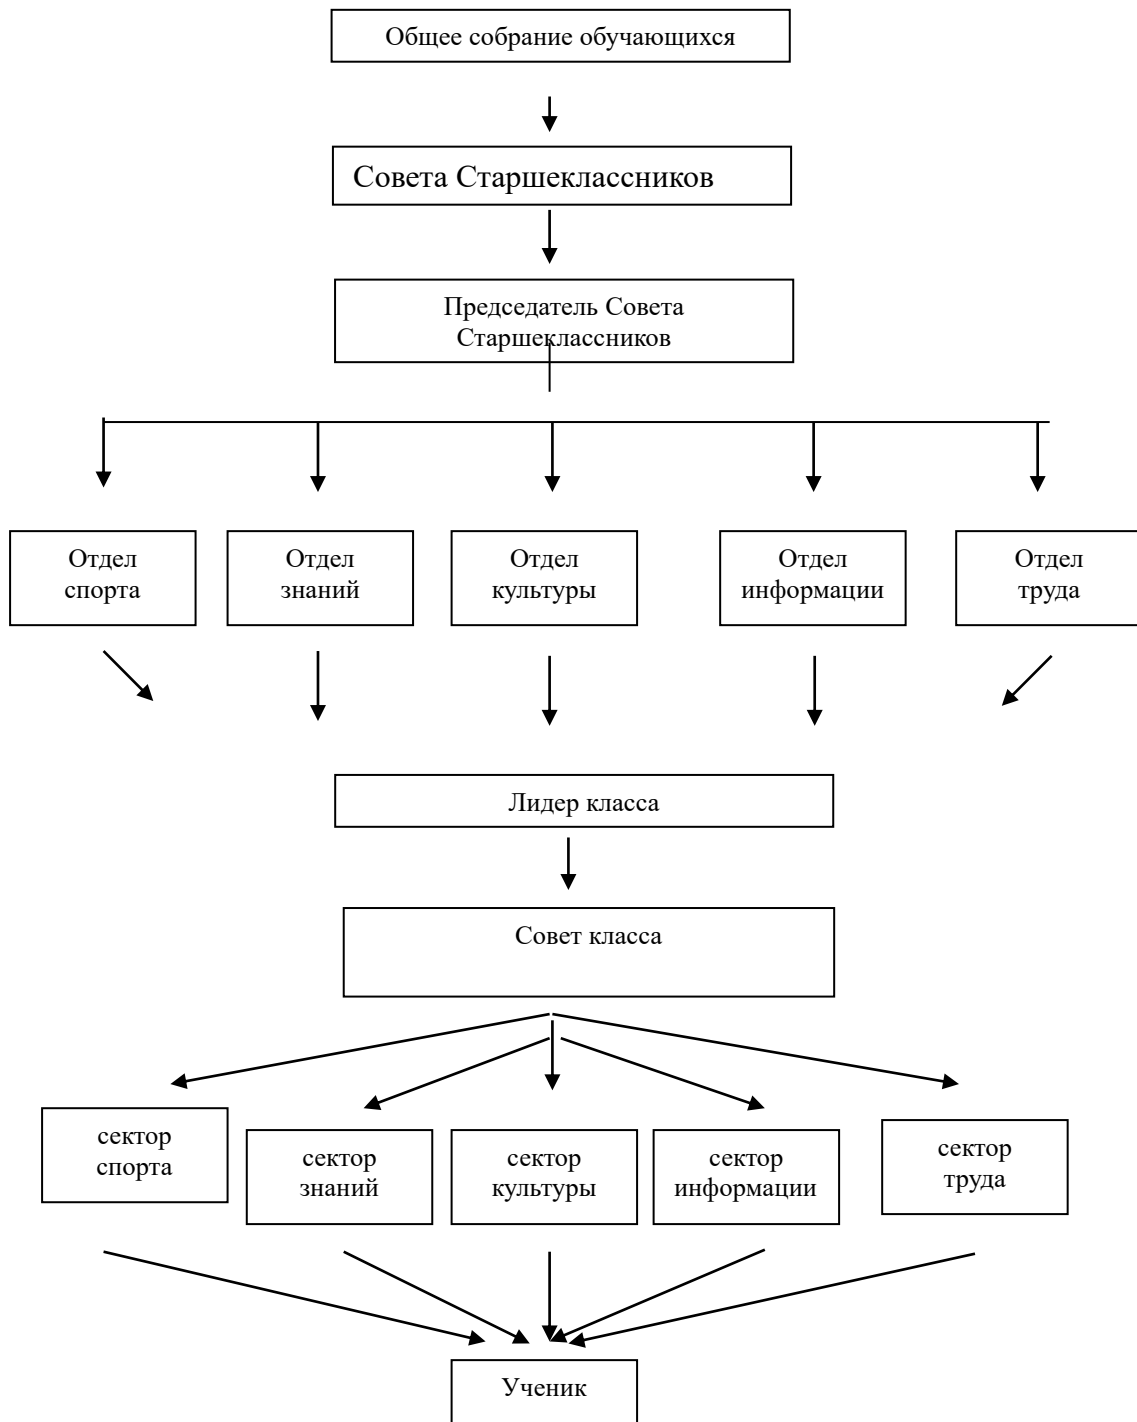 Общее собрание обучающихся
Совета Старшеклассников
Председатель Совета
Старшеклассников
Отдел
спорта
Отдел
знаний
Отдел
культуры
Отдел
информации
Отдел
труда
Лидер класса
Совет класса
сектор
спорта
сектор
знаний
сектор
культуры
сектор
информации
сектор
труда
Ученик